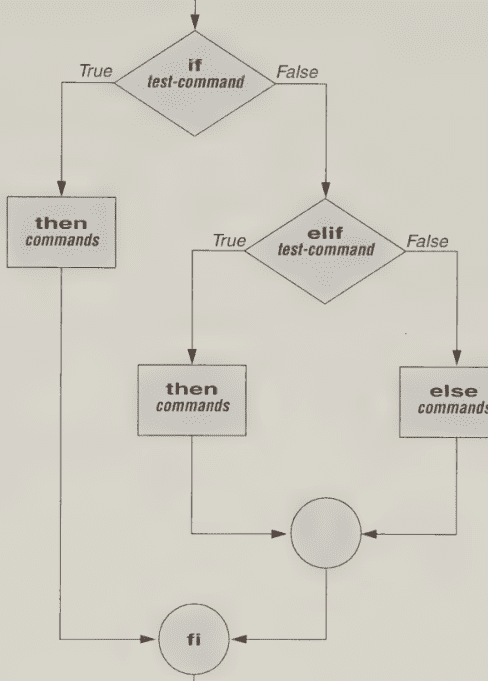 if
test-command
True
False
then
commands
elif
test-command
True
False
then
commands
else
commands
fi